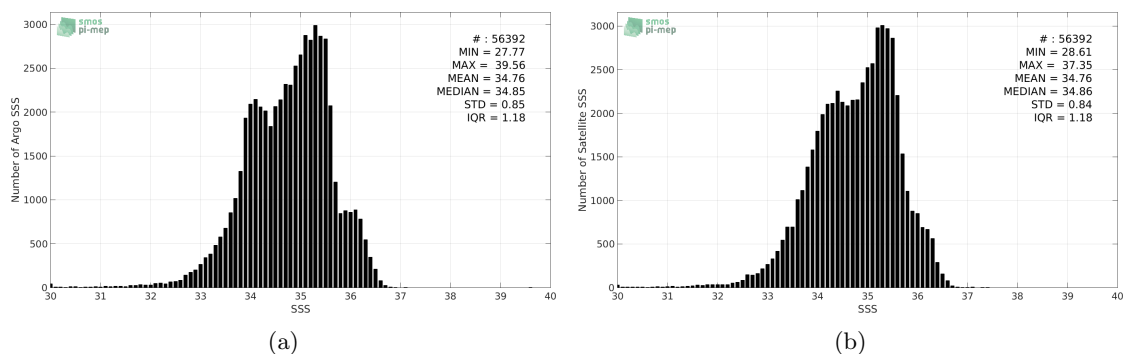 smos
pi-mep
# : 56392
MIN = 27.77
MAX = 39.56
MEAN = 34.76
MEDIAN = 34.85
STD = 0.85
IQR = 1.18
Number of Argo SSS
3000
2500
2000
1500
1000
500
0
30 31 32 33 34 35 36 37 38 39 40
SSS
(a)
smos
pi-mep
# : 56392
MIN = 28.61
MAX = 37.35
MEAN = 34.76
MEDIAN = 34.86
STD = 0.84
IQR = 1.18
Number of Satellite SSS
3000
2500
2000
1500
1000
500
0
30 31 32 33 34 35 36 37 38 39 40
SSS
(b)